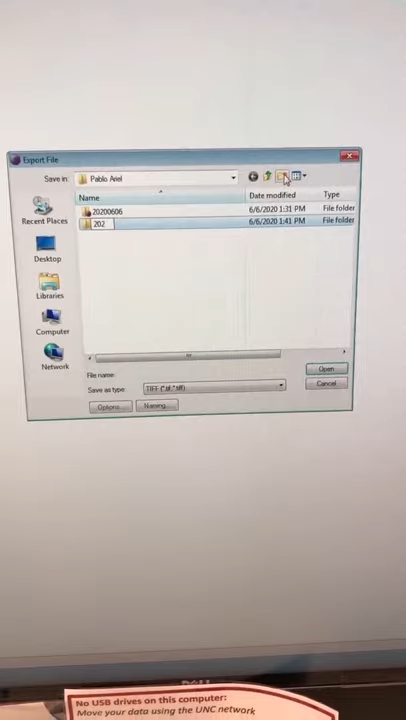 Export File
Save in: Pablo Ariel
Name Date modified Type
20200606 6/6/2020 1:31 PM File folder
202 6/6/2020 1:41 PM File folder
Recent Places
Desktop
Libraries
Computer
Network
File name: Open
Save as type: TIFF (*.tif;*.tiff) Cancel
Options... Naming...
DELL
No USB drives on this computer:
Move your data using the UNC network